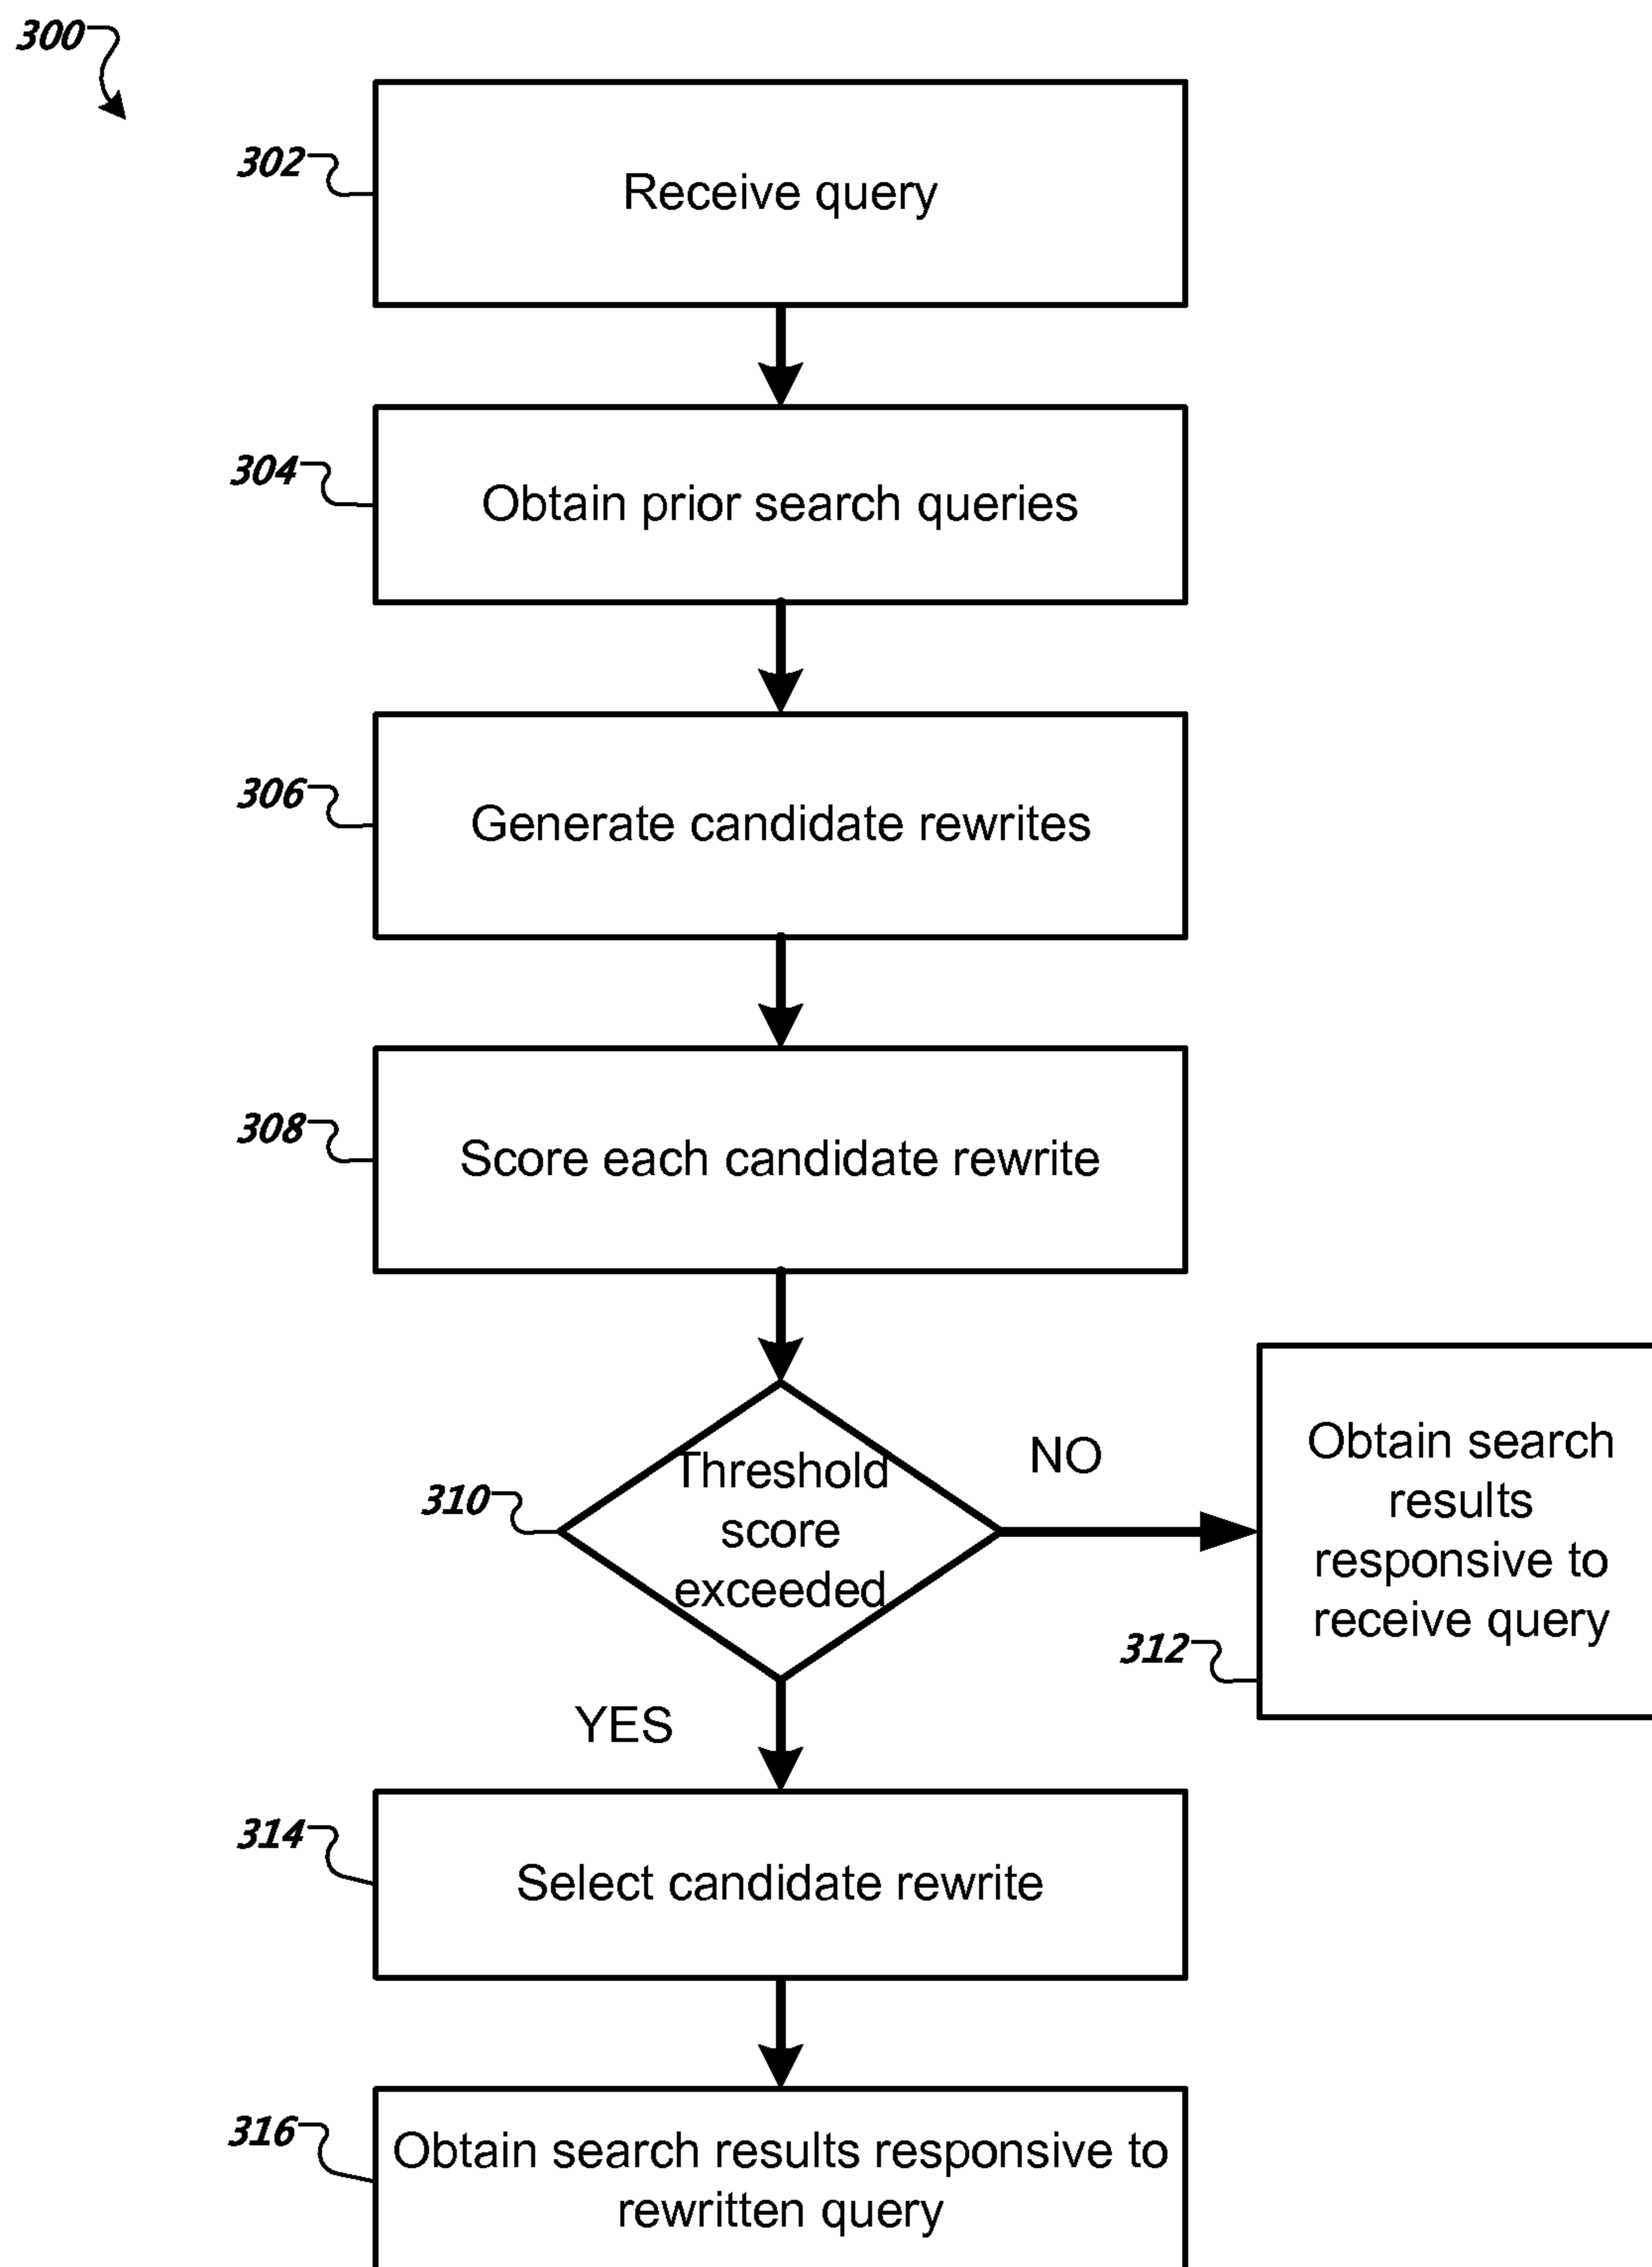 300
302
Receive query
304
Obtain prior search queries
306
Generate candidate rewrites
308
Score each candidate rewrite
310
Threshold
score
exceeded
NO
312
Obtain search
results
responsive to
receive query
YES
314
Select candidate rewrite
316
Obtain search results responsive to
rewritten query